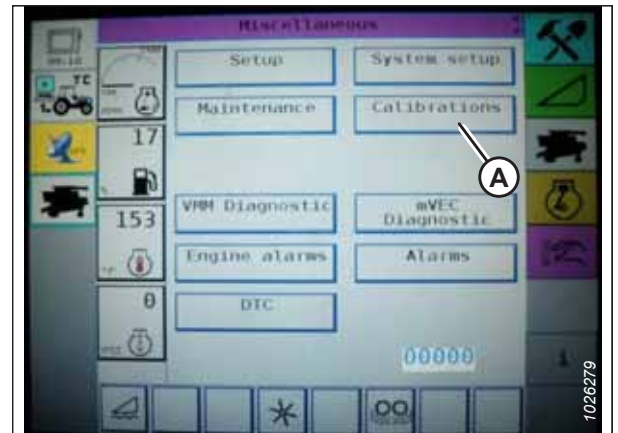 Miscellaneous
Setup
System setup
TC
Maintenance
Calibrations
17
A
VMM Diagnostic
mVEC
Diagnostic
153
Engine alarms
Alarms
0
DTC
00000
i
1026279